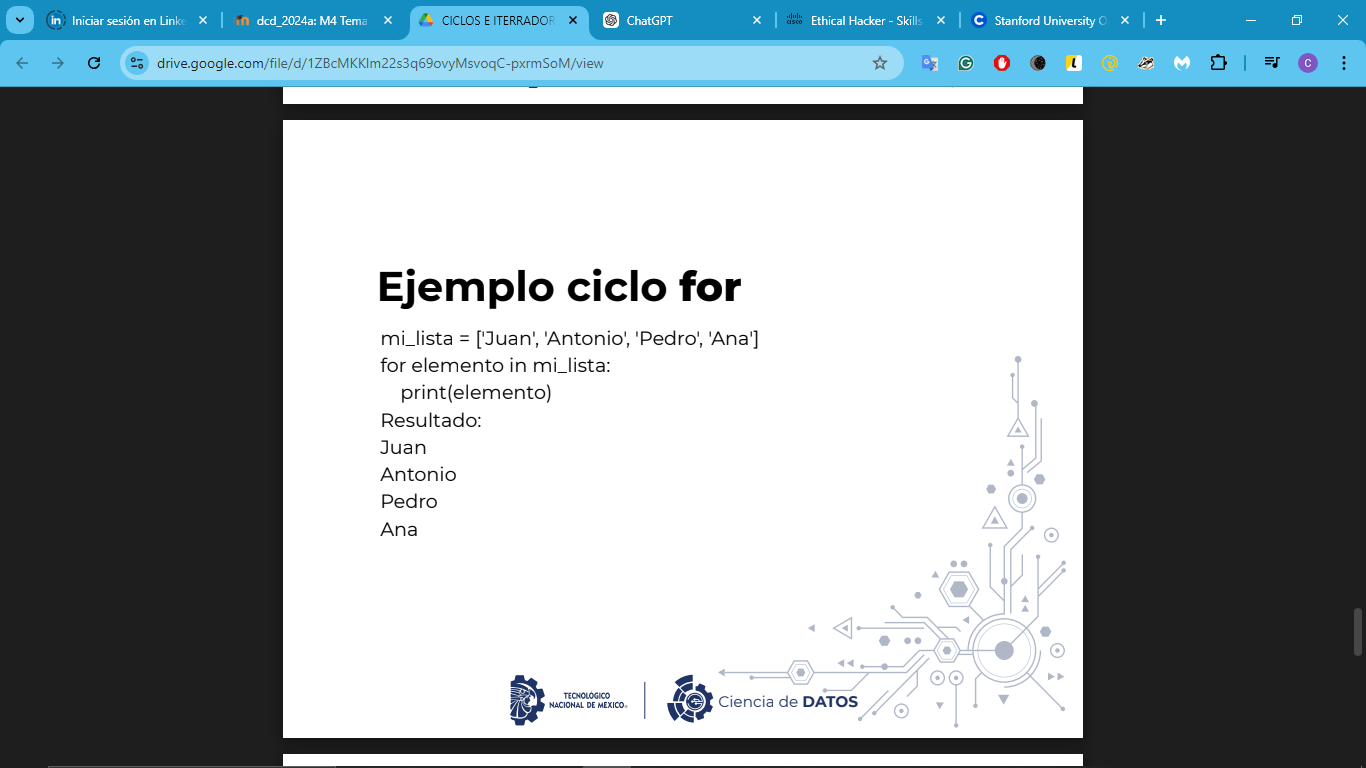 Iniciar sesión en Linke
dcd_2024a: M4 Tema
CICLOS E ITERRADOR
ChatGPT
Ethical Hacker - Skills
Stanford University O
drive.google.com/file/d/1ZBcMKKlm22s3q69ovyMsvoqC-pxrmSoM/view
Ejemplo ciclo for
mi_lista = ['Juan', 'Antonio', 'Pedro', 'Ana']
for elemento in mi_lista:
print(elemento)
Resultado:
Juan
Antonio
Pedro
Ana
TECNOLÓGICO
NACIONAL DE MÉXICO®
Ciencia de DATOS